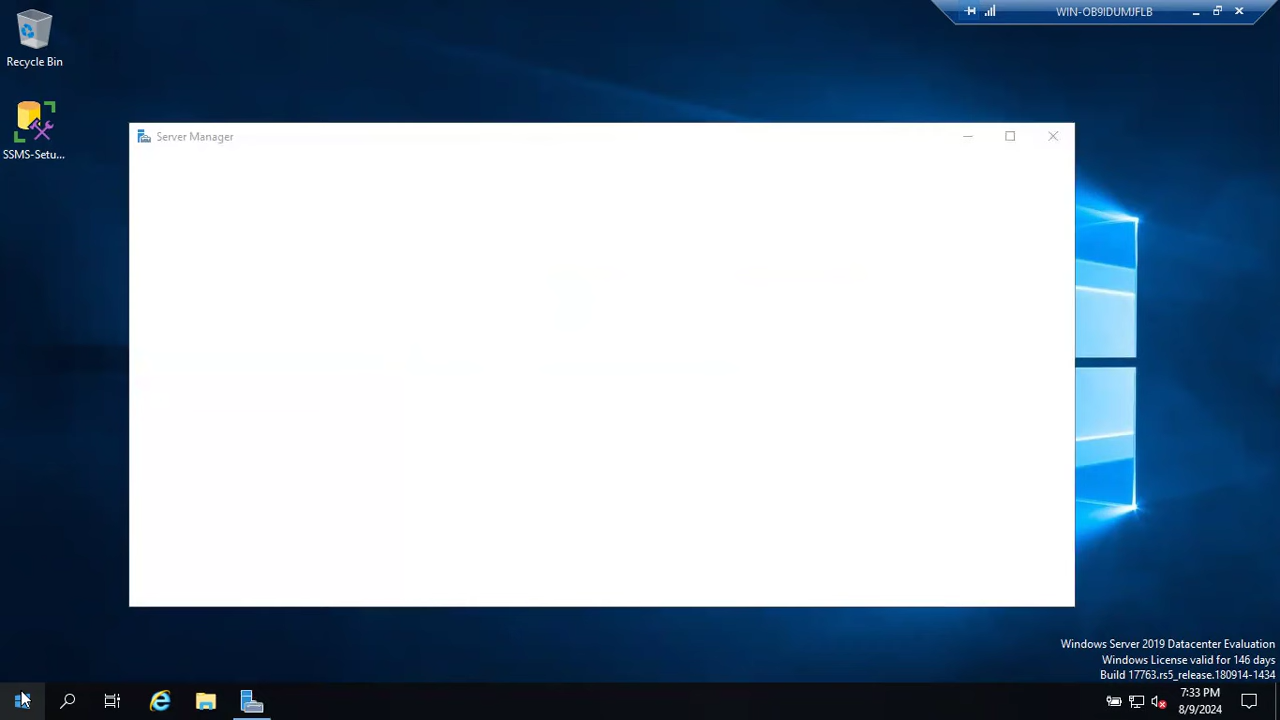 WIN-OB9IDUMJFLB
Recycle Bin
SSMS-Setu...
Server Manager
Windows Server 2019 Datacenter Evaluation
Windows License valid for 146 days
Build 17763.rs5_release.180914-1434
7:33 PM
8/9/2024